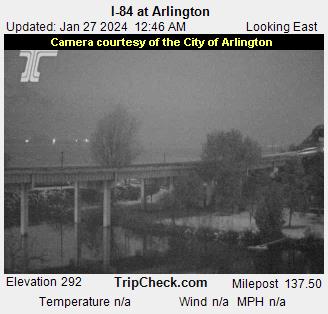 I-84 at Arlington
Updated: Jan 27 2024 12:46 AM Looking East
Camera courtesy of the City of Arlington
Elevation 292 TripCheck.com Milepost 137.50
Temperature n/a Wind n/a MPH n/a